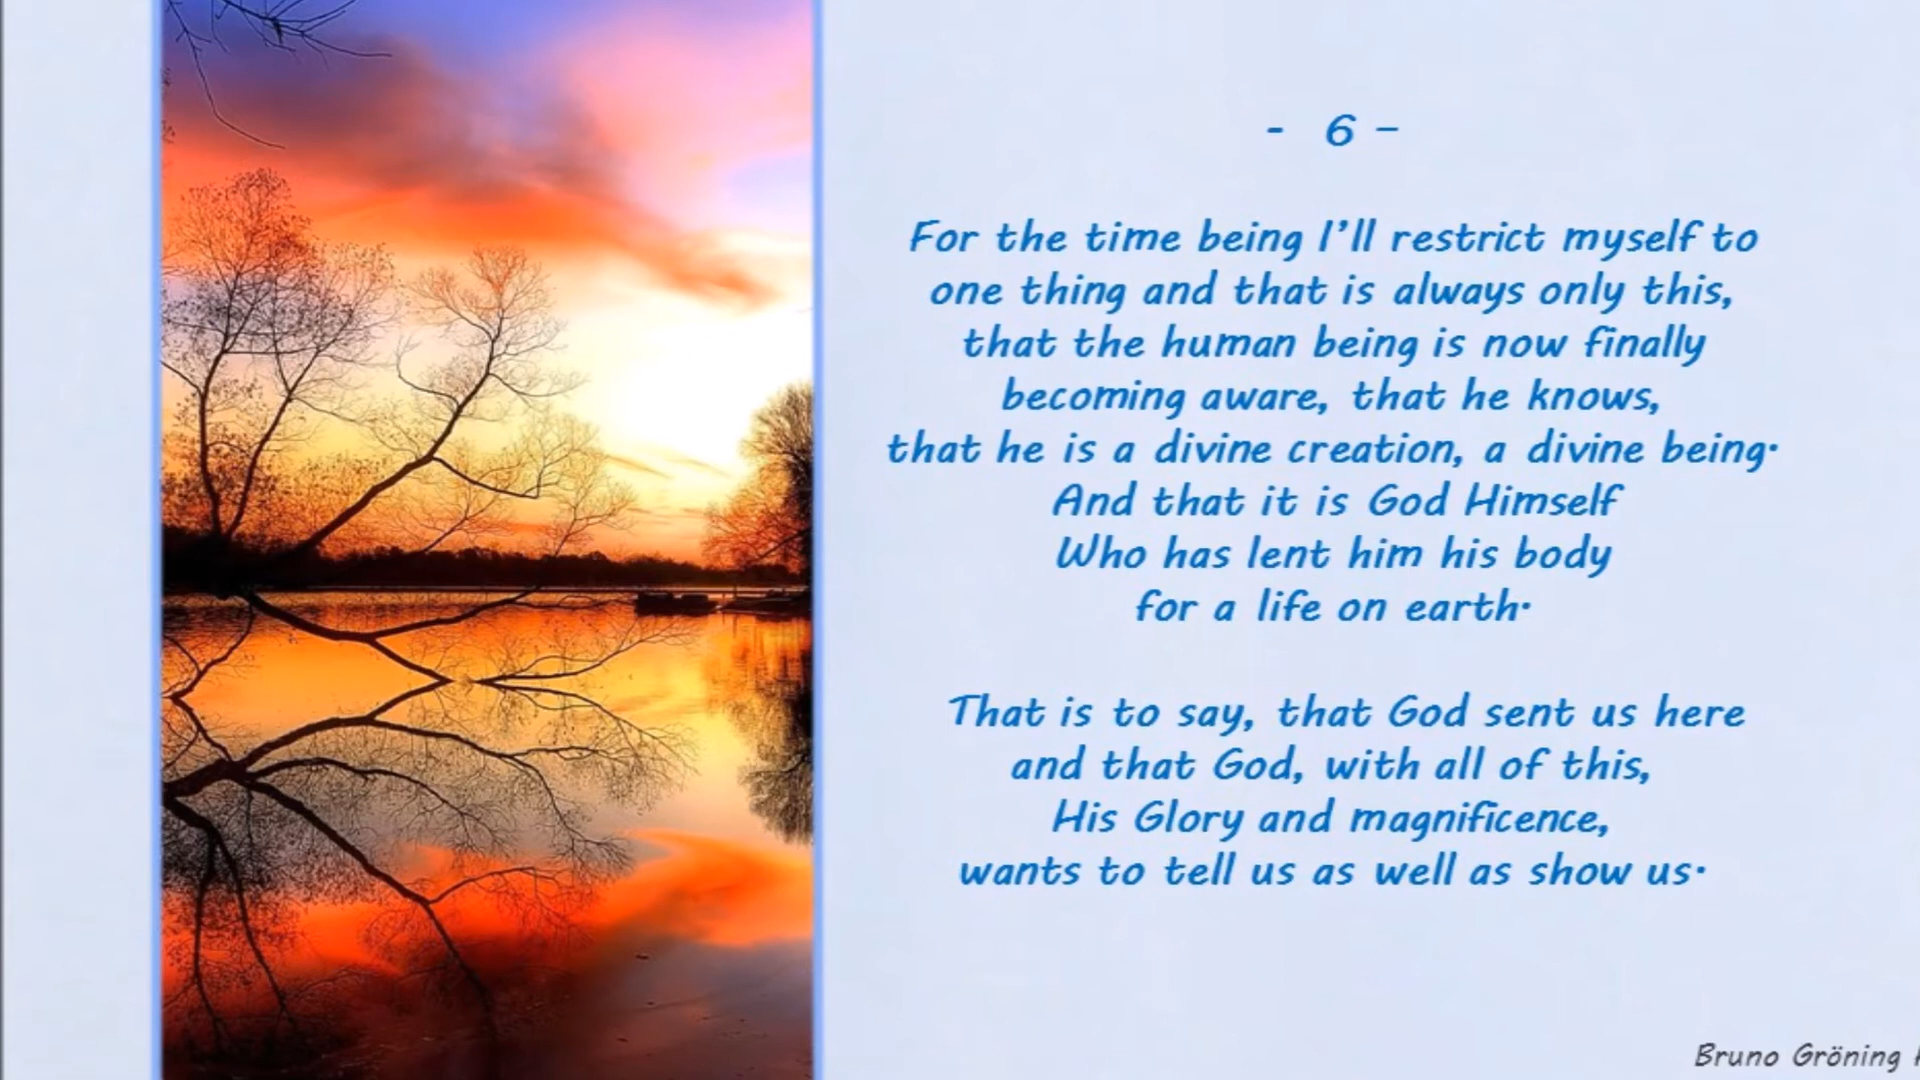 - 6 –
For the time being I'll restrict myself to
one thing and that is always only this,
that the human being is now finally
becoming aware, that he knows,
that he is a divine creation, a divine being.
And that it is God Himself
Who has lent him his body
for a life on earth.
That is to say, that God sent us here
and that God, with all of this,
His Glory and magnificence,
wants to tell us as well as show us.
Bruno Gröning